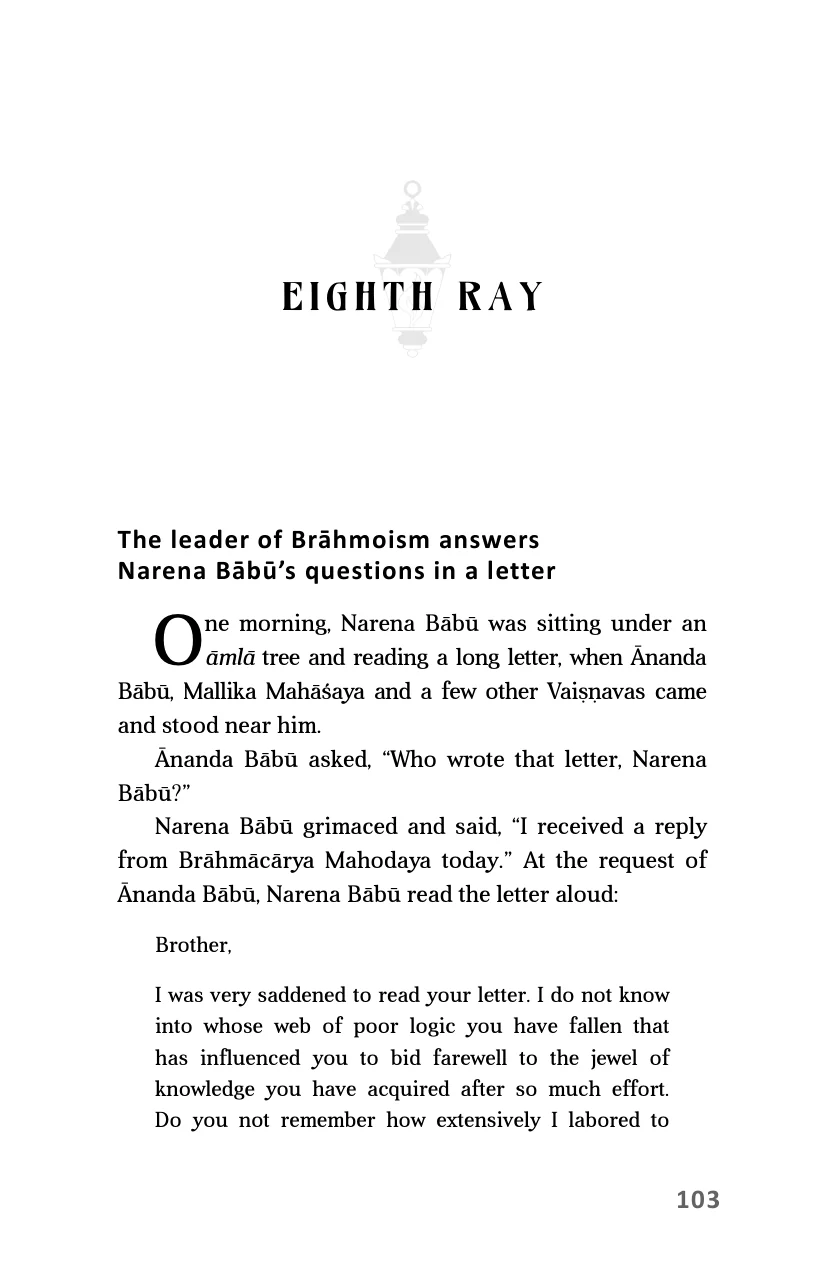 EIGHTH RAY
The leader of Brāhmoism answers
Narena Bābū’s questions in a letter
One morning, Narena Bābū was sitting under an
āmlā tree and reading a long letter, when Ānanda
Bābū, Mallika Mahāśaya and a few other Vaiṣṇavas came
and stood near him.
Ānanda Bābū asked, “Who wrote that letter, Narena
Bābū?”
Narena Bābū grimaced and said, “I received a reply
from Brāhmācārya Mahodaya today.” At the request of
Ānanda Bābū, Narena Bābū read the letter aloud:
Brother,
I was very saddened to read your letter. I do not know
into whose web of poor logic you have fallen that
has influenced you to bid farewell to the jewel of
knowledge you have acquired after so much effort.
Do you not remember how extensively I labored to
103